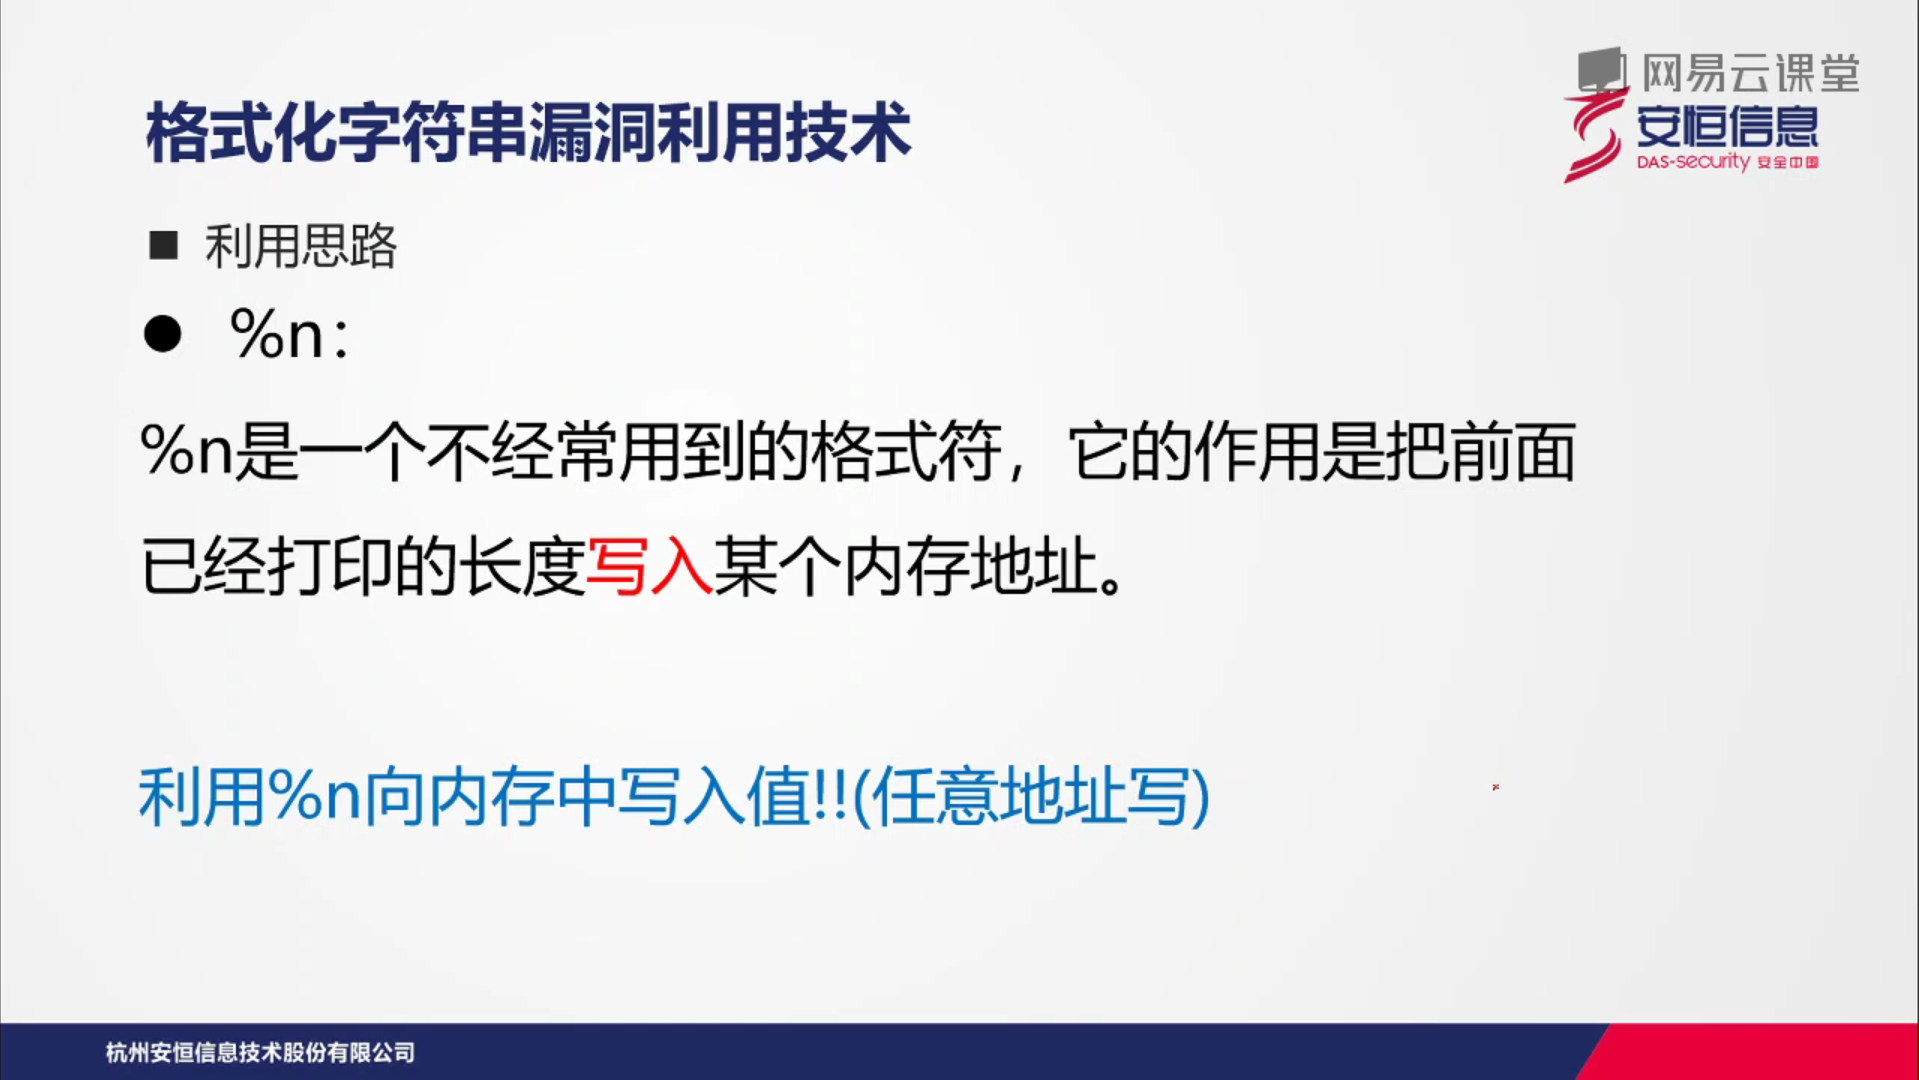 网易云课堂
格式化字符串漏洞利用技术
安恒信息
DAS-security 安全中国
■ 利用思路
● %n：
%n是一个不经常用到的格式符，它的作用是把前面
已经打印的长度写入某个内存地址。
利用%n向内存中写入值!!(任意地址写)
杭州安恒信息技术股份有限公司